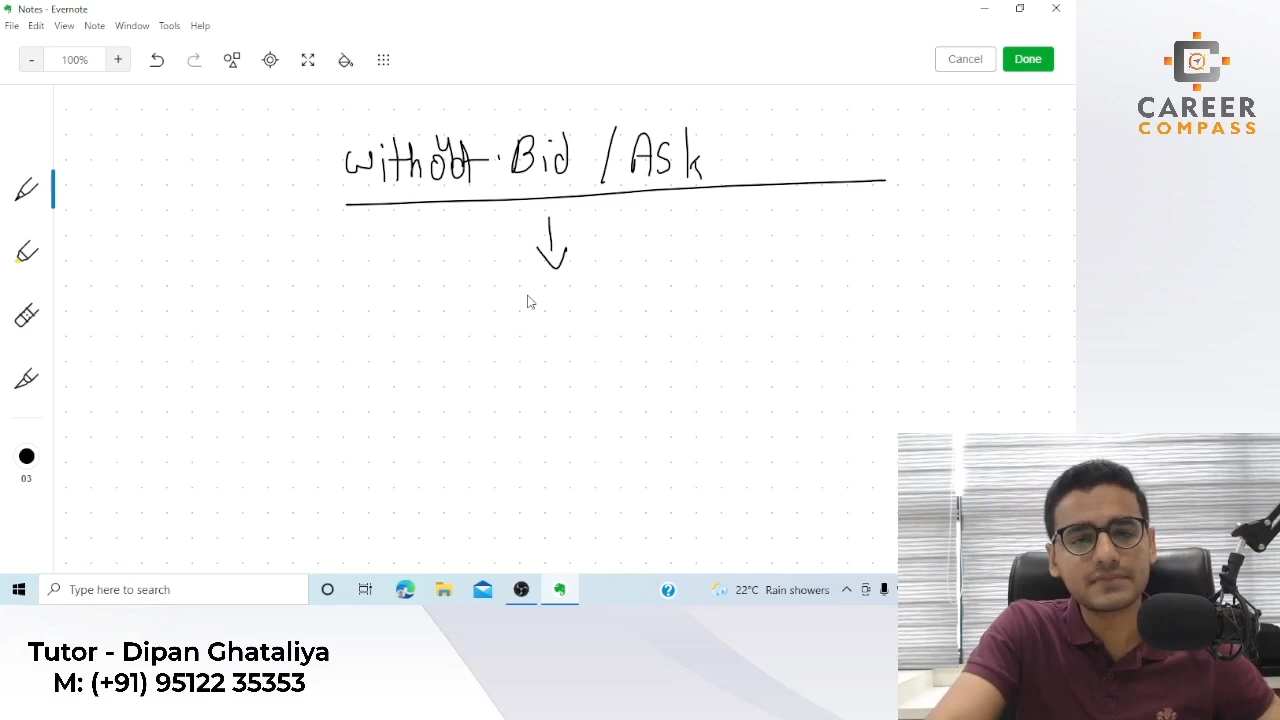 Notes - Evernote
File Edit View Note Window Tools Help
- 100% +
Cancel Done
CAREER
COMPASS
without Bid / Ask
03
Type here to search
22°C Rain showers
Tutor - Dipan Ghataliya
M: (+91) 95122 35353